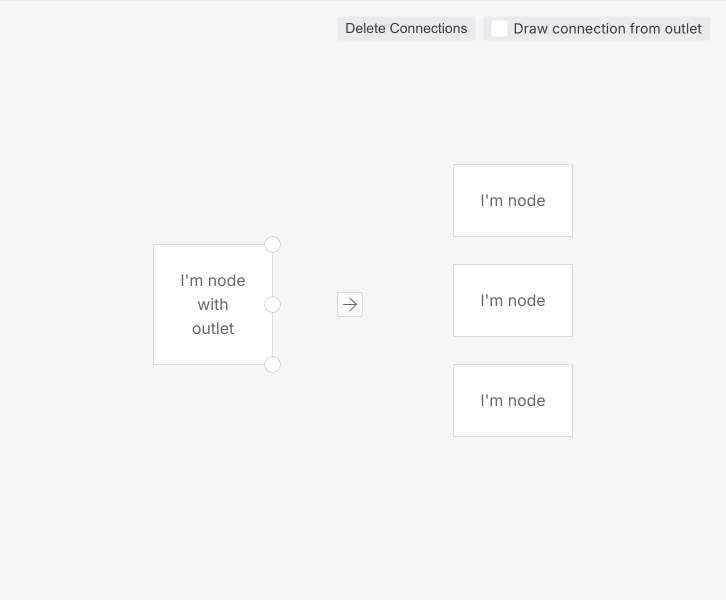 Delete Connections
Draw connection from outlet
I'm node
I'm node
with
outlet
I'm node
I'm node